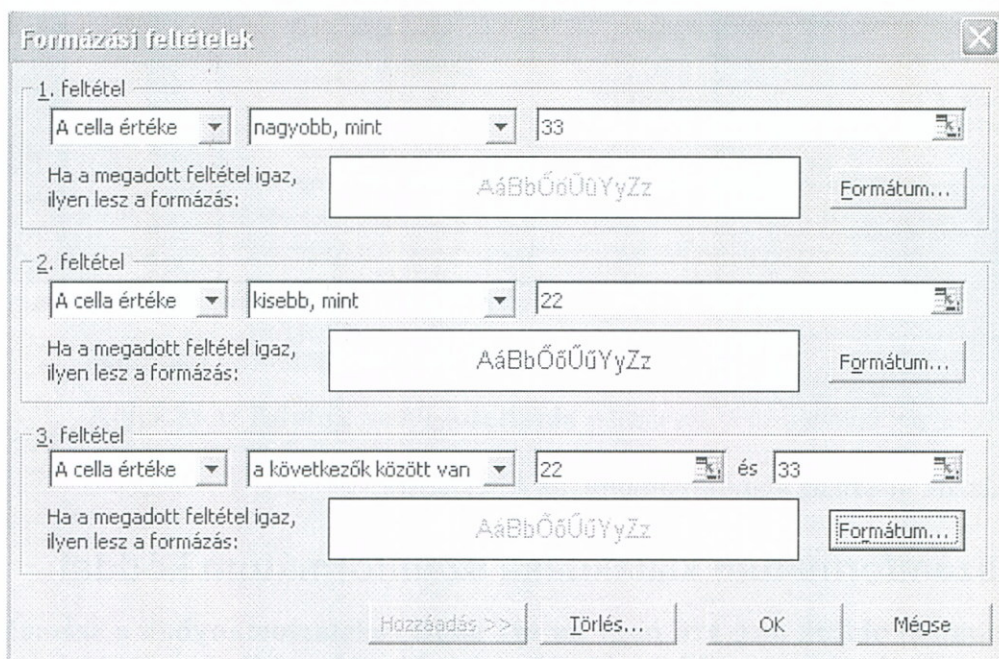 Formázási feltételek
1. feltétel
A cella értéke nagyobb, mint 33
Ha a megadott feltétel igaz,
ilyen lesz a formázás:
AáBbŐőŰűYyZz
Formátum...
2. feltétel
A cella értéke kisebb, mint 22
Ha a megadott feltétel igaz,
ilyen lesz a formázás:
AáBbŐőŰűYyZz
Formátum...
3. feltétel
A cella értéke a következők között van 22 és 33
Ha a megadott feltétel igaz,
ilyen lesz a formázás:
AáBbŐőŰűYyZz
Formátum...
Hozzáadás >> Törlés... OK Mégse